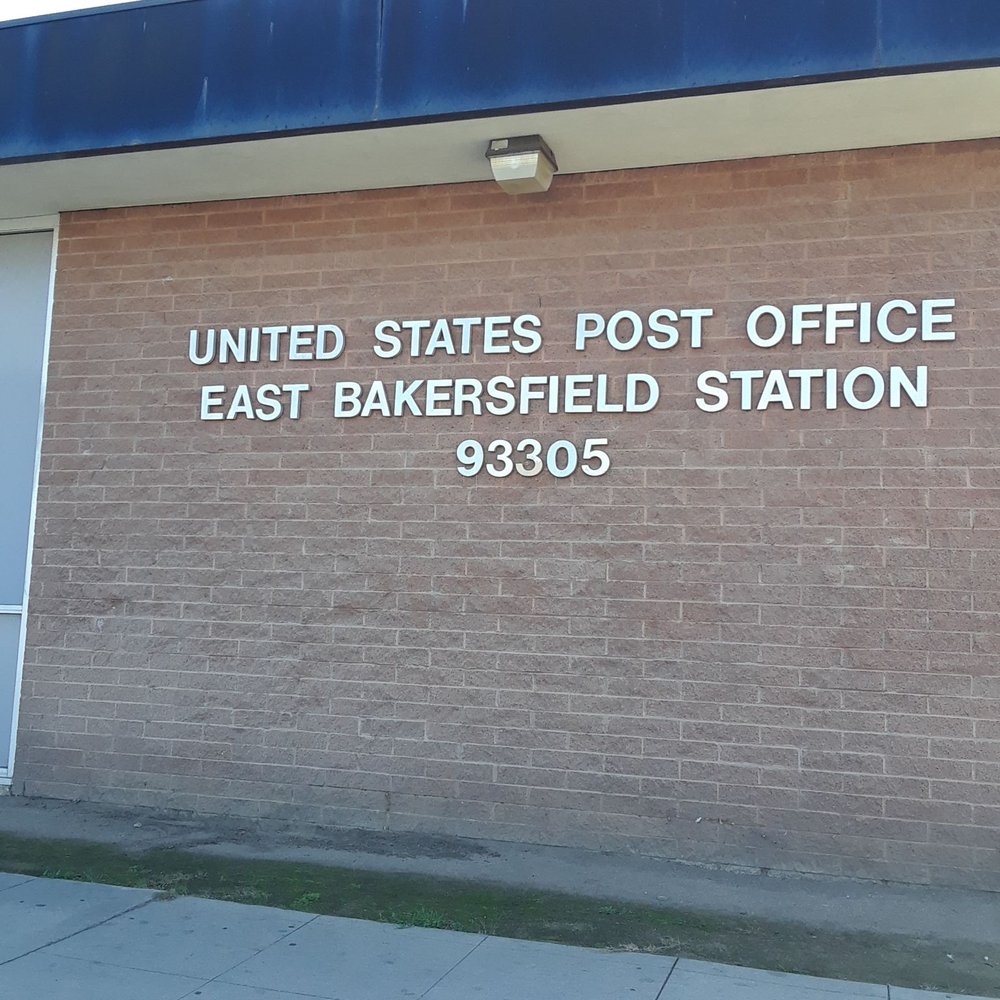 UNITED STATES POST OFFICE
EAST BAKERSFIELD STATION
93305